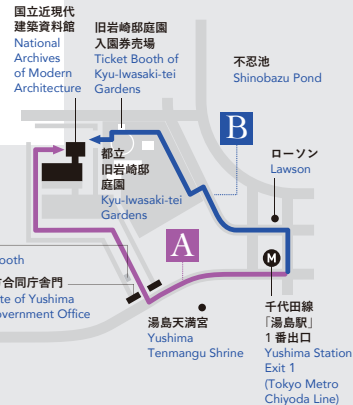 国立近現代
建築資料館
National
Archives
of Modern
Architecture
旧岩崎邸庭園
入園券売場
Ticket Booth of
Kyu-Iwasaki-tei
Gardens
不忍池
Shinobazu Pond
B
都立
旧岩崎邸
庭園
Kyu-Iwasaki-tei
Gardens
ローソン
Lawson
A
M
ooth
合同庁舎門
te of Yushima
overnment Office
湯島天満宮
Yushima
Tenmangu Shrine
千代田線
「湯島駅」
1番出口
Yushima Station
Exit 1
(Tokyo Metro
Chiyoda Line)